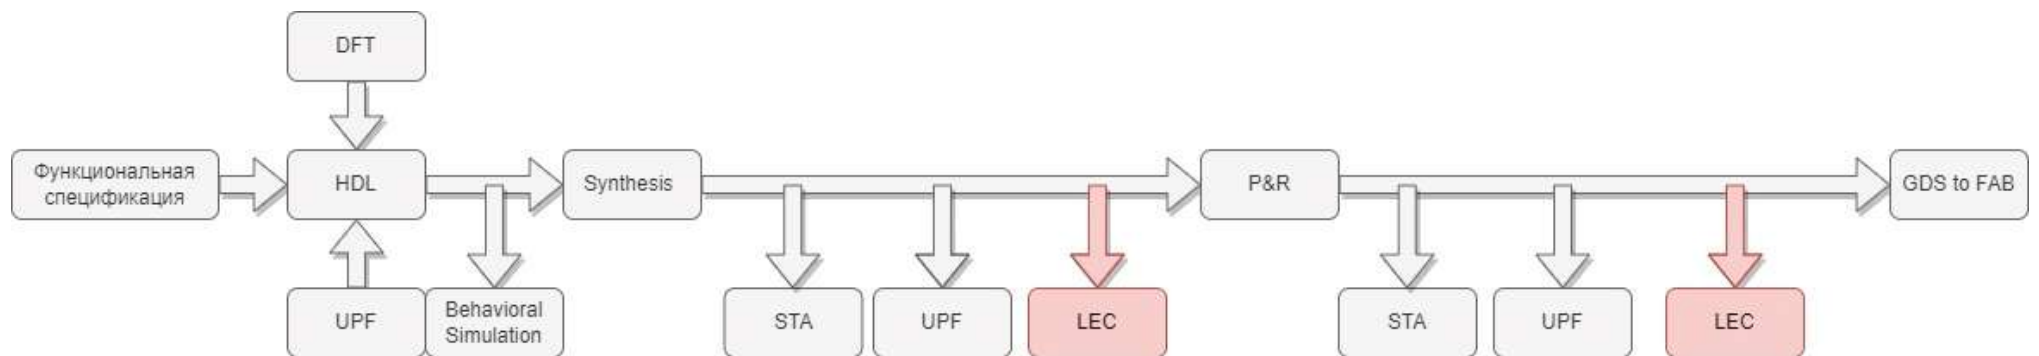 DFT
Функциональная
спецификация
HDL
Synthesis
P&R
GDS to FAB
UPF
Behavioral
Simulation
STA
UPF
LEC
STA
UPF
LEC